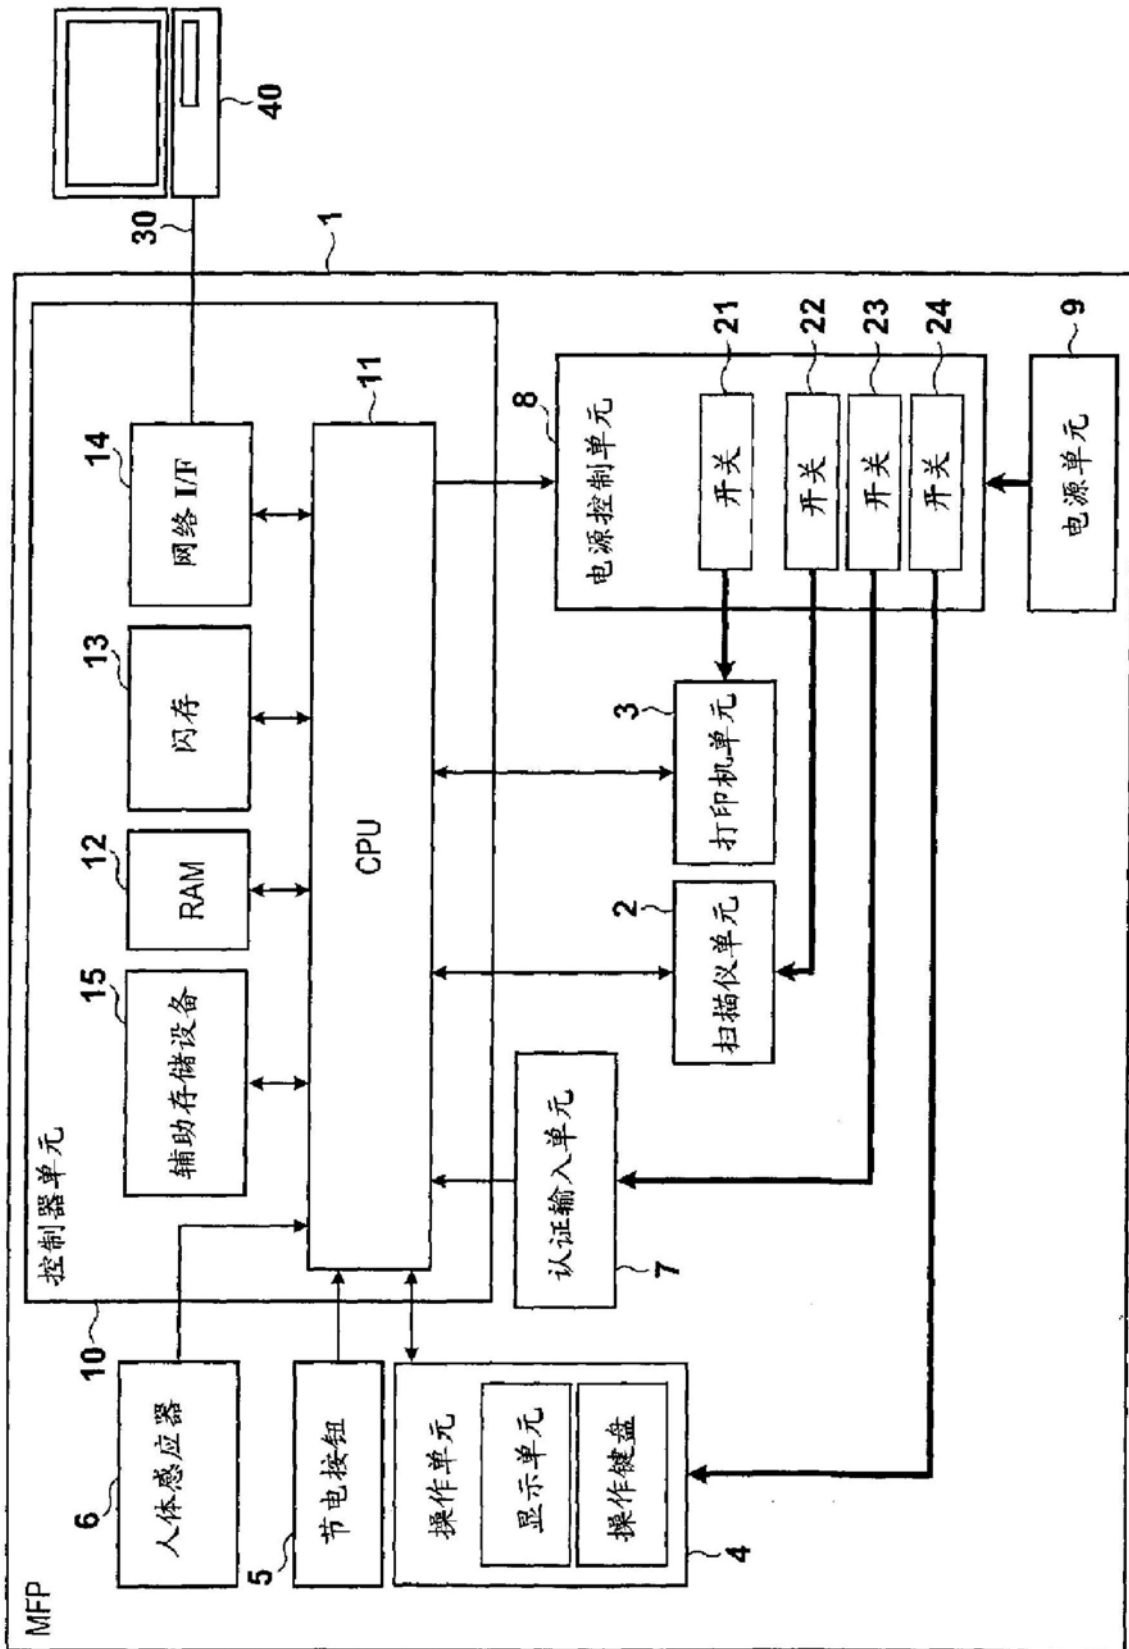 MFP
6
人体感应器
10
控制器单元
15
辅助存储设备
12
RAM
13
闪存
14
网络 I/F
30
40
1
5
节电按钮
CPU
11
操作单元
显示单元
操作键盘
4
认证输入单元
7
2
扫描仪单元
3
打印机单元
8
电源控制单元
开关
21
开关
22
开关
23
开关
24
电源单元
9